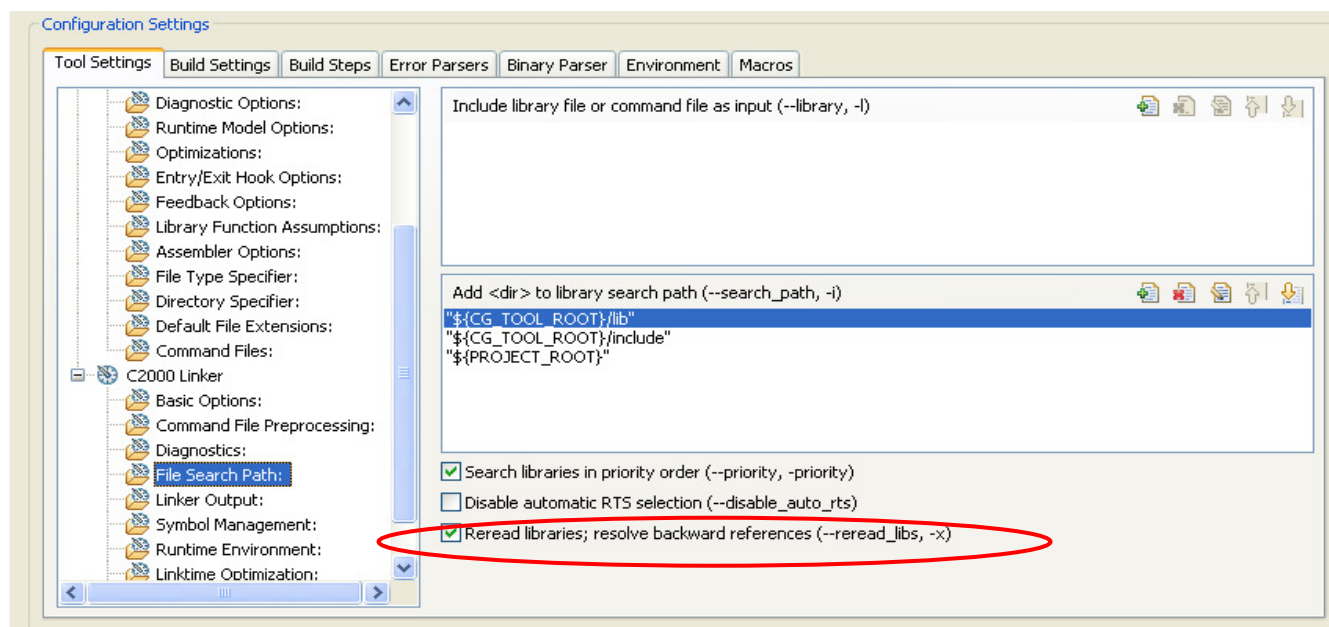 Configuration Settings
Tool Settings Build Settings Build Steps Error Parsers Binary Parser Environment Macros
Diagnostic Options:
Runtime Model Options:
Optimizations:
Entry/Exit Hook Options:
Feedback Options:
Library Function Assumptions:
Assembler Options:
File Type Specifier:
Directory Specifier:
Default File Extensions:
Command Files:
C2000 Linker
Basic Options:
Command File Preprocessing:
Diagnostics:
File Search Path:
Linker Output:
Symbol Management:
Runtime Environment:
Linktime Optimization:
Include library file or command file as input (--library, -l)
Add <dir> to library search path (--search_path, -i)
"${CG_TOOL_ROOT}/lib"
"${CG_TOOL_ROOT}/include"
"${PROJECT_ROOT}"
Search libraries in priority order (--priority, -priority)
Disable automatic RTS selection (--disable_auto_rts)
Reread libraries; resolve backward references (--reread_libs, -x)